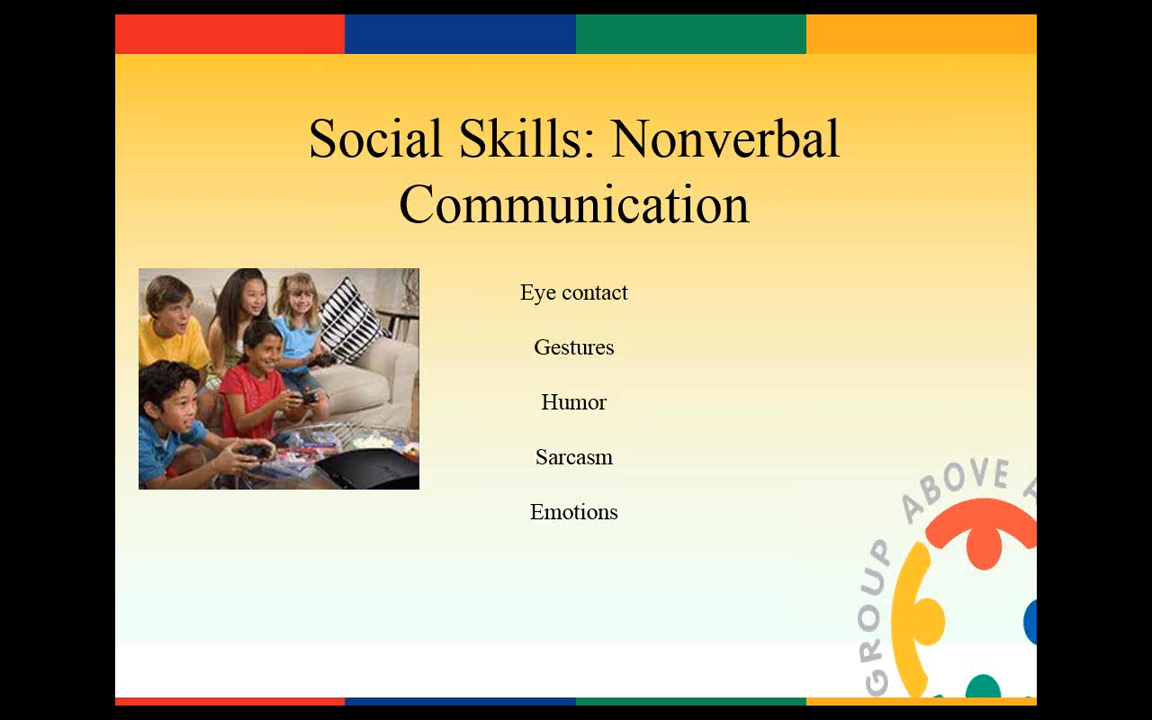 Social Skills: Nonverbal
Communication
Eye contact
Gestures
Humor
Sarcasm
Emotions
GROUP ABOVE A